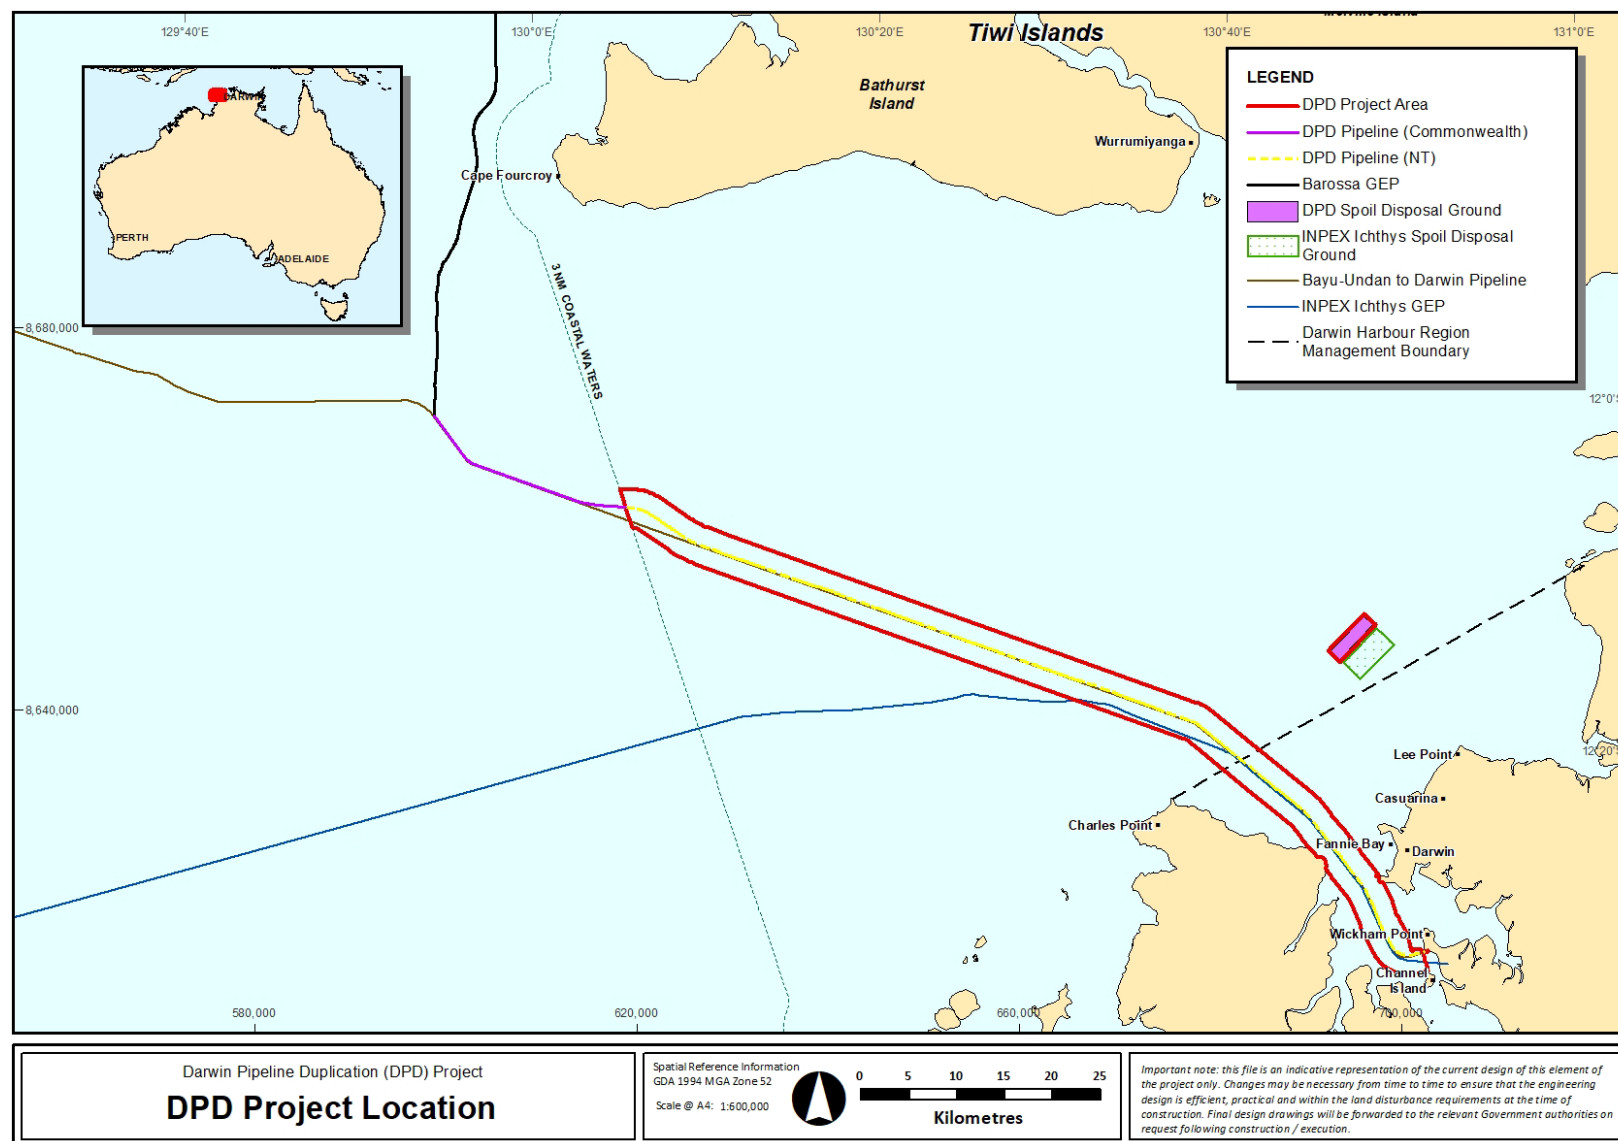 129°40'E
130°0'E
130°20'E
130°40'E
131°0'E
Melville Island
Tiwi Islands
Bathurst
Island
Wurrumiyanga
Cape Fourcroy
DARWIN
PERTH
ADELAIDE
LEGEND
DPD Project Area
DPD Pipeline (Commonwealth)
DPD Pipeline (NT)
Barossa GEP
DPD Spoil Disposal Ground
INPEX Ichthys Spoil Disposal
Ground
Bayu-Undan to Darwin Pipeline
INPEX Ichthys GEP
Darwin Harbour Region
Management Boundary
3 NM COASTAL WATERS
8,680,000
12°0'S
8,640,000
12°20'S
Lee Point
Casuarina
Charles Point
Fannie Bay
Darwin
Wickham Point
Channel
Island
580,000
620,000
660,000
700,000
Darwin Pipeline Duplication (DPD) Project
DPD Project Location
Spatial Reference Information
GDA 1994 MGA Zone 52
Scale @ A4: 1:600,000
0 5 10 15 20 25
Kilometres
Important note: this file is an indicative representation of the current design of this element of
the project only. Changes may be necessary from time to time to ensure that the engineering
design is efficient, practical and within the land disturbance requirements at the time of
construction. Final design drawings will be forwarded to the relevant Government authorities on
request following construction / execution.